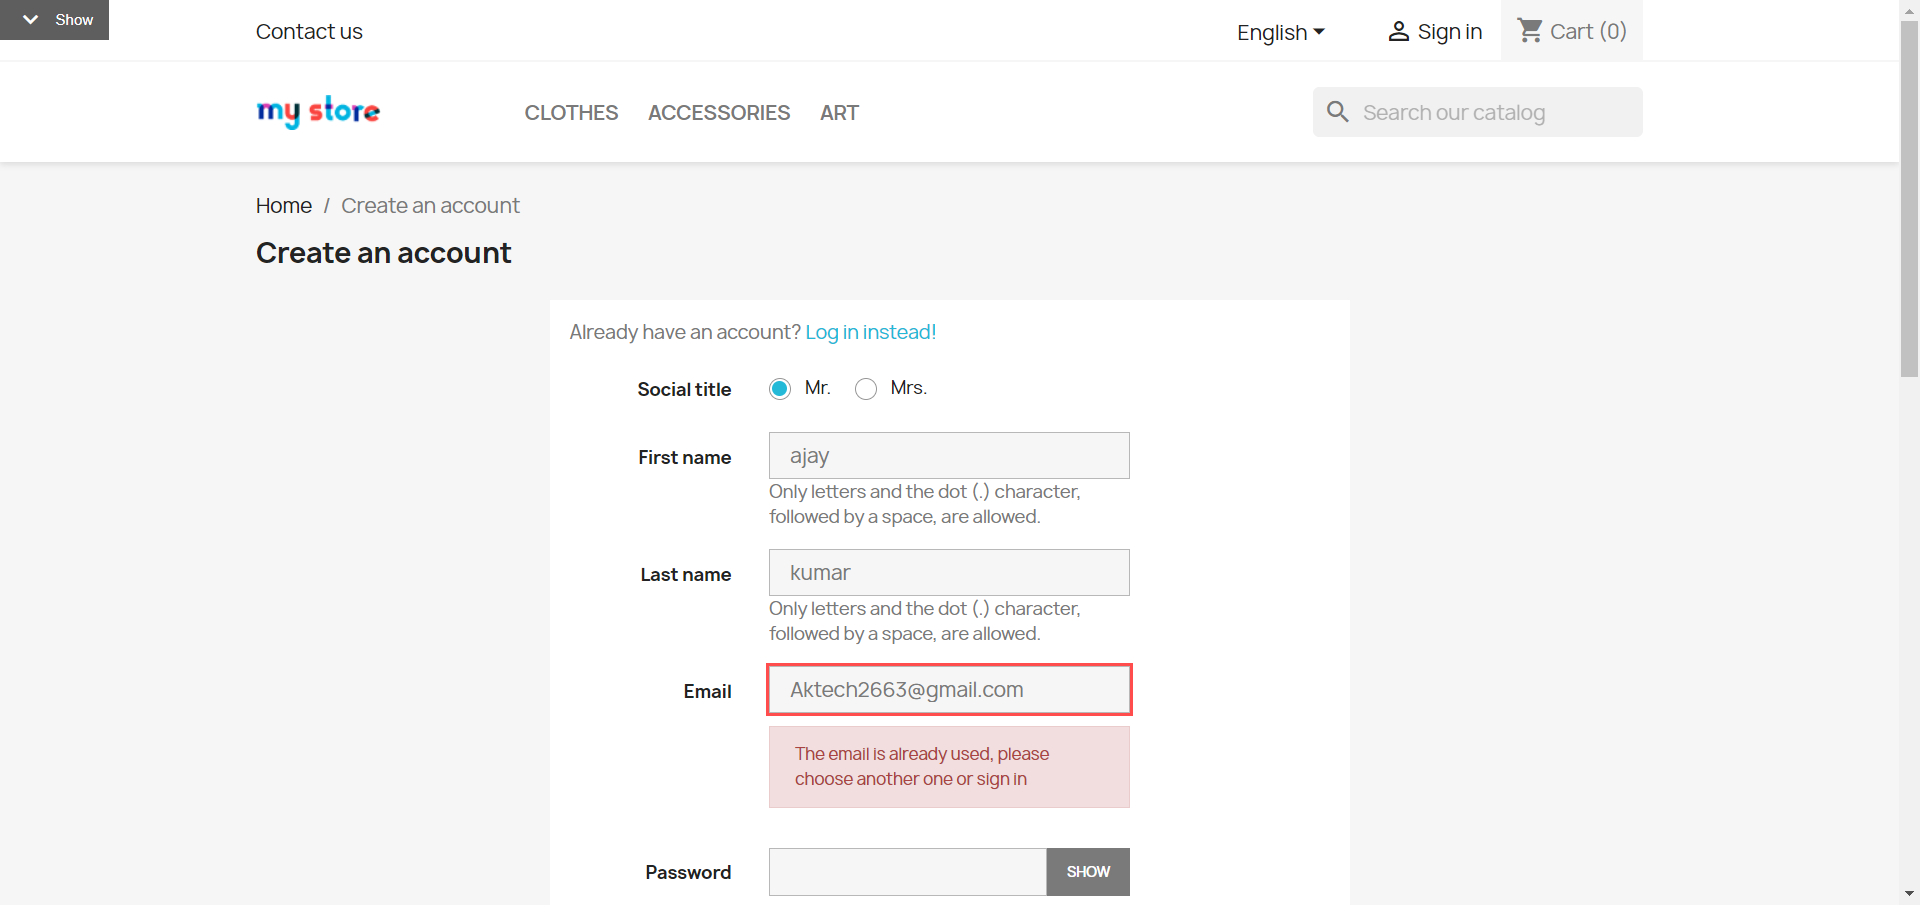 Show
Contact us
English
Sign in
Cart (0)
my store
CLOTHES ACCESSORIES ART
Search our catalog
Home / Create an account
Create an account
Already have an account? Log in instead!
Social title
Mr. Mrs.
First name
ajay
Only letters and the dot (.) character,
followed by a space, are allowed.
Last name
kumar
Only letters and the dot (.) character,
followed by a space, are allowed.
Email
Aktech2663@gmail.com
The email is already used, please
choose another one or sign in
Password
SHOW